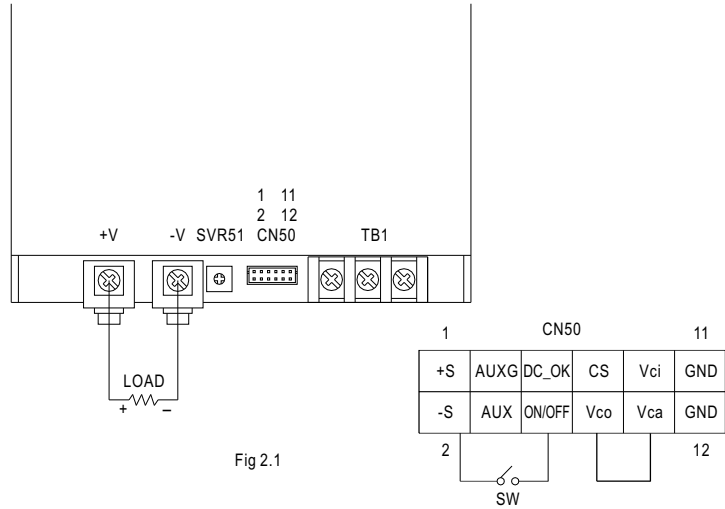 1 11
2 12
+V -V SVR51 CN50 TB1
LOAD
+ −
Fig 2.1
1 CN50 11
+S AUXG DC_OK CS Vci GND
-S AUX ON/OFF Vco Vca GND
2 12
SW